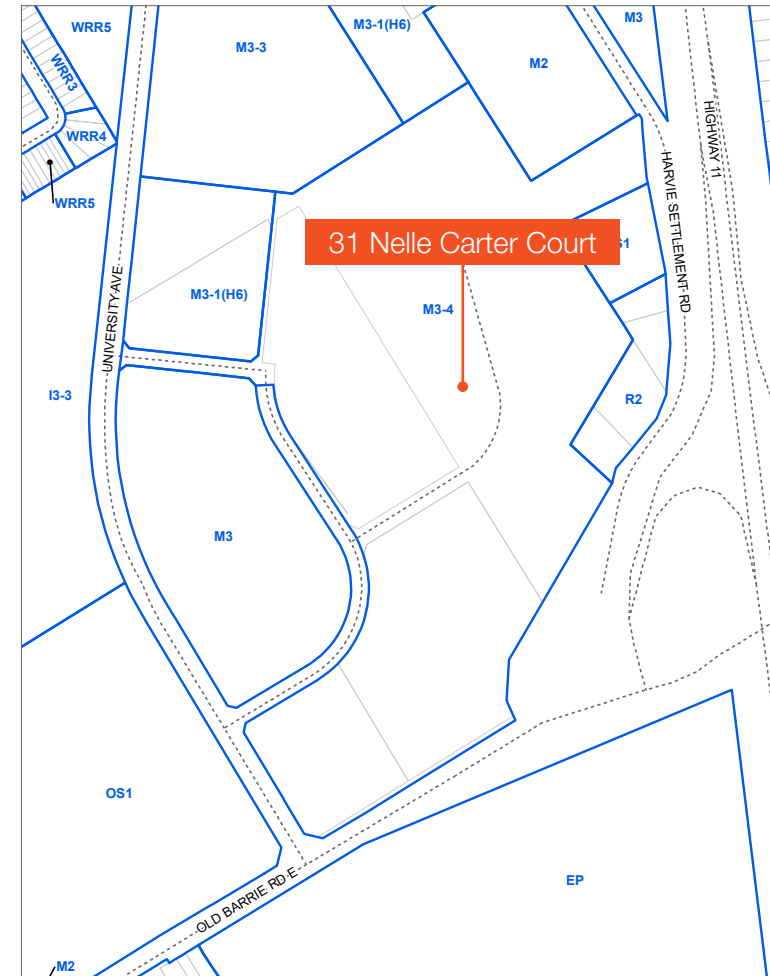 WRR5
M3-3
M3-1(H6)
M3
M2
WRR3
WRR4
WRR5
HIGHWAY 11
HARVIE SETTLEMENT RD
31 Nelle Carter Court
UNIVERSITY AVE
M3-1(H6)
M3-4
I3-3
R2
M3
OS1
EP
OLD BARRIE RD E
M2